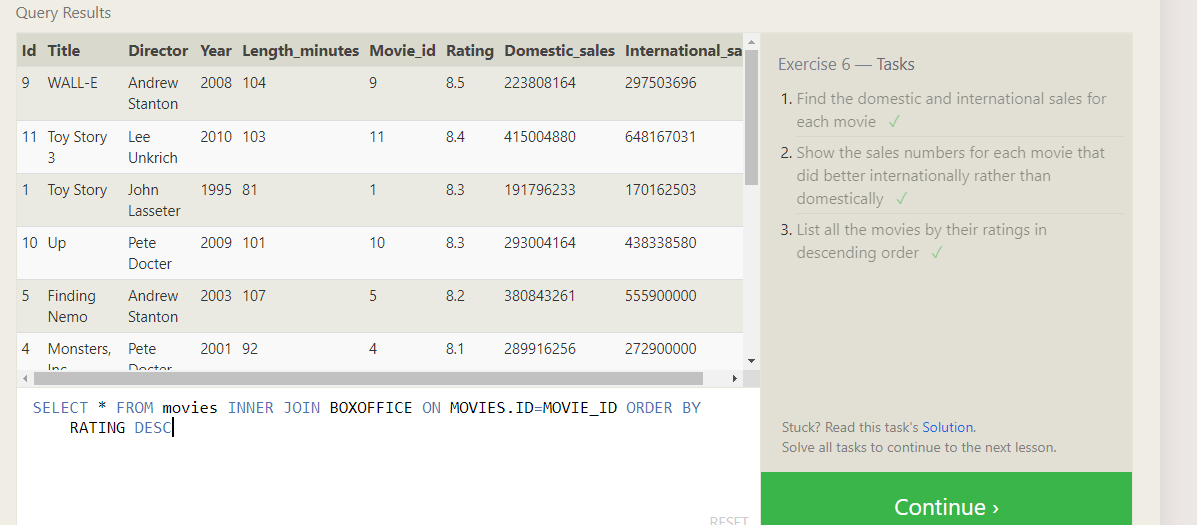 Query Results
Id Title Director Year Length_minutes Movie_id Rating Domestic_sales International_sa
9 WALL-E Andrew 2008 104 9 8.5 223808164 297503696
Stanton
11 Toy Story Lee 2010 103 11 8.4 415004880 648167031
3 Unkrich
1 Toy Story John 1995 81 1 8.3 191796233 170162503
Lasseter
10 Up Pete 2009 101 10 8.3 293004164 438338580
Docter
5 Finding Andrew 2003 107 5 8.2 380843261 555900000
Nemo Stanton
4 Monsters, Pete 2001 92 4 8.1 289916256 272900000
Inc. Docter
SELECT * FROM movies INNER JOIN BOXOFFICE ON MOVIES.ID=MOVIE_ID ORDER BY
RATING DESC
RESET
Exercise 6 — Tasks
1. Find the domestic and international sales for
each movie ✓
2. Show the sales numbers for each movie that
did better internationally rather than
domestically ✓
3. List all the movies by their ratings in
descending order ✓
Stuck? Read this task's Solution.
Solve all tasks to continue to the next lesson.
Continue ›